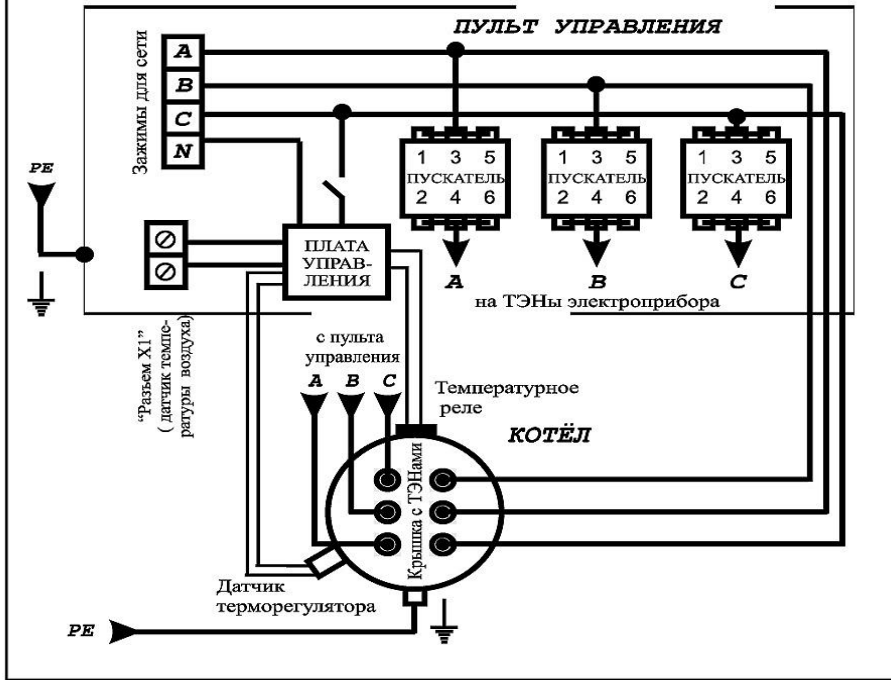 ПУЛЬТ УПРАВЛЕНИЯ
Зажимы для сети
A
B
C
N
PE
1 3 5
ПУСКАТЕЛЬ
2 4 6
1 3 5
ПУСКАТЕЛЬ
2 4 6
1 3 5
ПУСКАТЕЛЬ
2 4 6
ПЛАТА
УПРАВ-
ЛЕНИЯ
A
B
C
на ТЭНы электроприбора
“Разъем X1”
( датчик темпе-
ратуры воздуха)
с пульта
управления
A B C
Температурное
реле
КОТЁЛ
Крышка с ТЭНами
Датчик
терморегулятора
PE